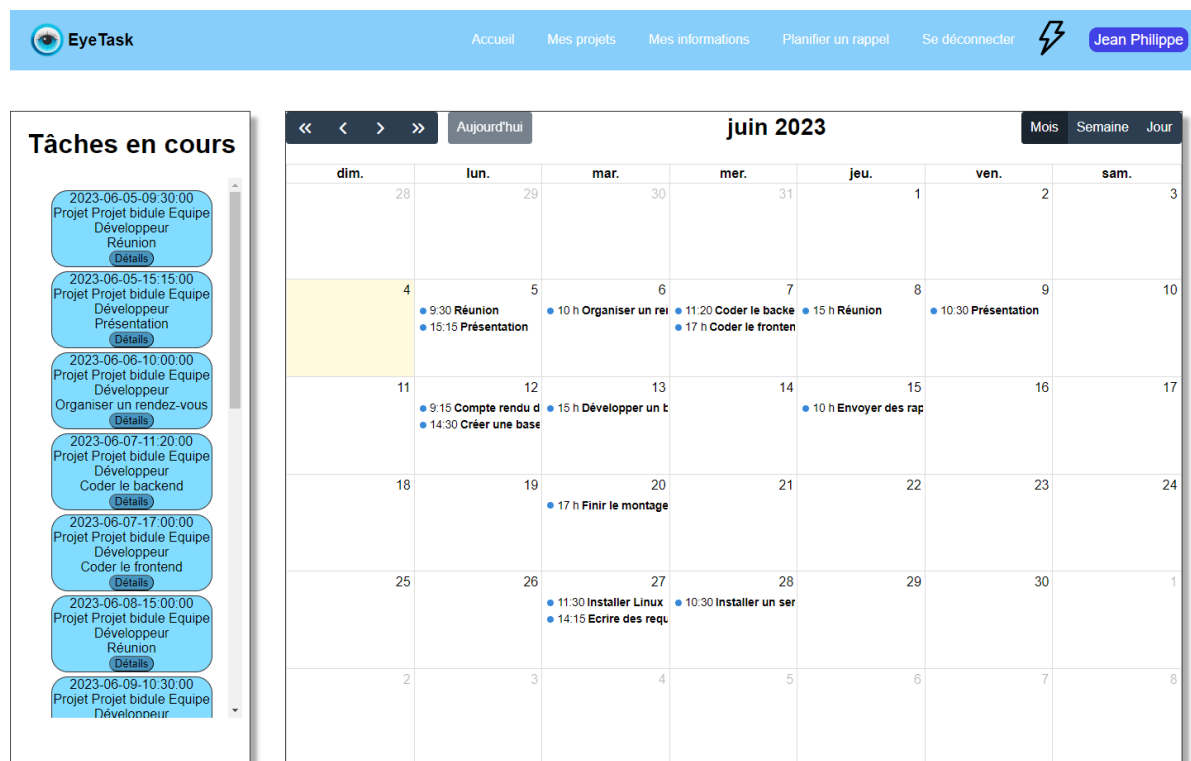 EyeTask
Accueil Mes projets Mes informations Planifier un rappel Se déconnecter Jean Philippe
Tâches en cours
2023-06-05-09:30:00
Projet Projet bidule Equipe
Développeur
Réunion
Détails
2023-06-05-15:15:00
Projet Projet bidule Equipe
Développeur
Présentation
Détails
2023-06-06-10:00:00
Projet Projet bidule Equipe
Développeur
Organiser un rendez-vous
Détails
2023-06-07-11:20:00
Projet Projet bidule Equipe
Développeur
Coder le backend
Détails
2023-06-07-17:00:00
Projet Projet bidule Equipe
Développeur
Coder le frontend
Détails
2023-06-08-15:00:00
Projet Projet bidule Equipe
Développeur
Réunion
Détails
2023-06-09-10:30:00
Projet Projet bidule Equipe
Développeur
Aujourd'hui juin 2023 Mois Semaine Jour
dim. lun. mar. mer. jeu. ven. sam.
28 29 30 31 1 2 3
4 5 6 7 8 9 10
9:30 Réunion 10 h Organiser un rei 11:20 Coder le backe 15 h Réunion 10:30 Présentation
15:15 Présentation 17 h Coder le fronten
11 12 13 14 15 16 17
9:15 Compte rendu d 15 h Développer un b 10 h Envoyer des rap
14:30 Créer une base
18 19 20 21 22 23 24
17 h Finir le montage
25 26 27 28 29 30 1
11:30 Installer Linux 10:30 Installer un ser
14:15 Ecrire des requ
2 3 4 5 6 7 8